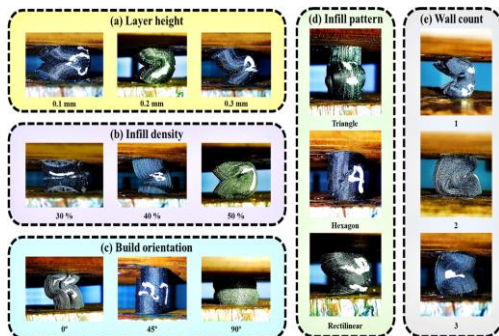 (a) Layer height
0.1 mm
0.2 mm
0.3 mm
(b) Infill density
30 %
40 %
50 %
(c) Build orientation
0°
45°
90°
(d) Infill pattern
Triangle
Hexagon
Rectilinear
(e) Wall count
1
2
3